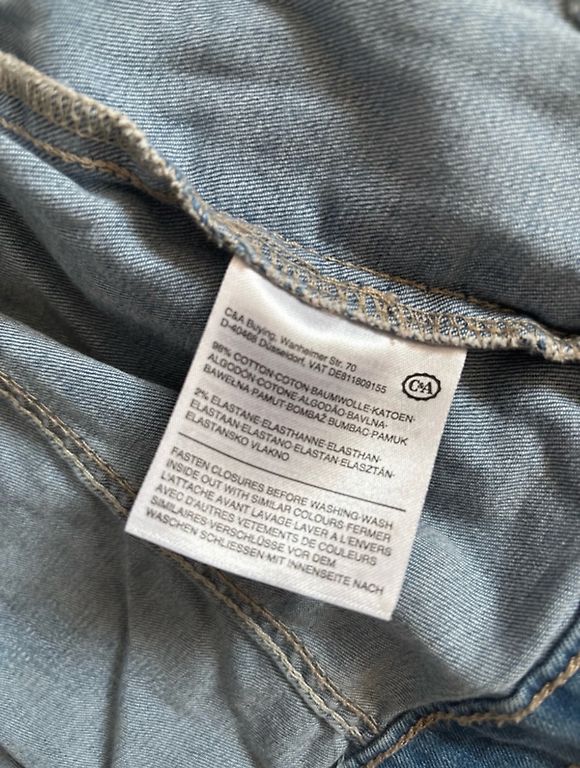 C&A Buying, Wanheimer Str. 70
D-40468 Düsseldorf, VAT DE811809155
C&A
98% COTTON·COTON·BAUMWOLLE·KATOEN·
ALGODÓN·COTONE·ALGODÃO·BAVLNA·
BAWEŁNA·PAMUT·BOMBAŽ·BUMBAC·PAMUK
2% ELASTANE·ELASTHANNE·ELASTHAN·
ELASTAAN·ELASTANO·ELASTAN·ELASZTÁN·
ELASTANSKO VLAKNO
FASTEN CLOSURES BEFORE WASHING·WASH
INSIDE OUT WITH SIMILAR COLOURS·FERMER
L'ATTACHE AVANT LAVAGE·LAVER A L'ENVERS
AVEC D'AUTRES VETEMENTS DE COULEURS
SIMILAIRES·VERSCHLÜSSE VOR DEM
WASCHEN SCHLIESSEN·MIT INNENSEITE NACH